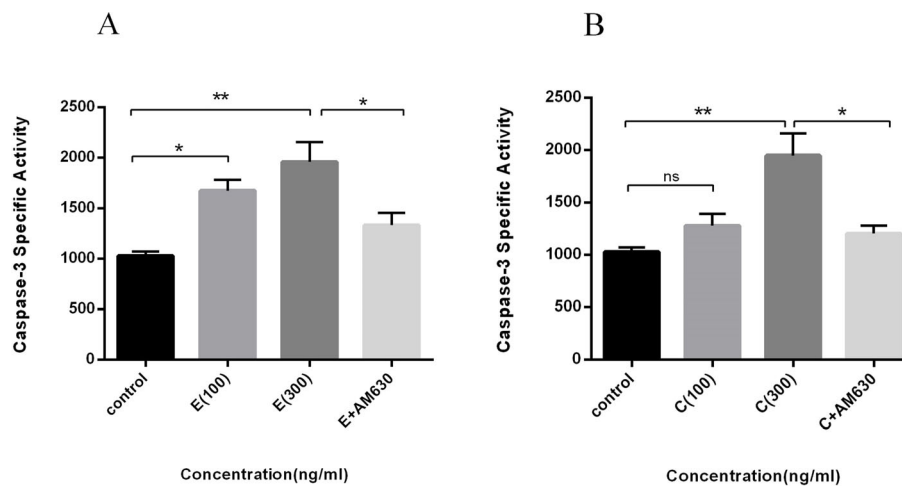 A
Caspase-3 Specific Activity
2500
2000
1500
1000
500
0
**
*
*
control
E(100)
E(300)
E+AM630
Concentration(ng/ml)
B
Caspase-3 Specific Activity
2500
2000
1500
1000
500
0
**
*
ns
control
C(100)
C(300)
C+AM630
Concentration(ng/ml)